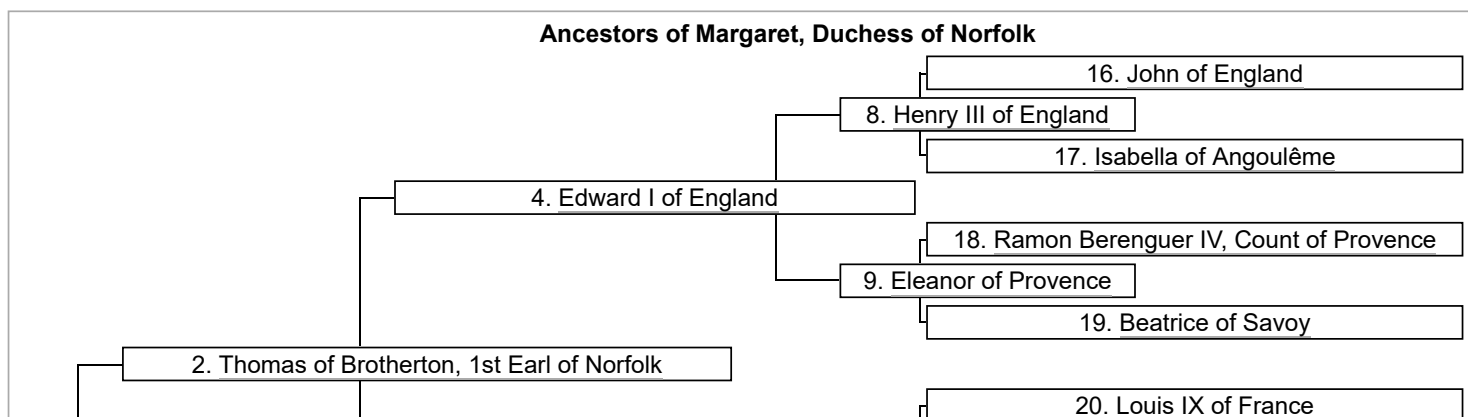 Ancestors of Margaret, Duchess of Norfolk
16. John of England
8. Henry III of England
17. Isabella of Angoulême
4. Edward I of England
18. Ramon Berenguer IV, Count of Provence
9. Eleanor of Provence
19. Beatrice of Savoy
2. Thomas of Brotherton, 1st Earl of Norfolk
20. Louis IX of France